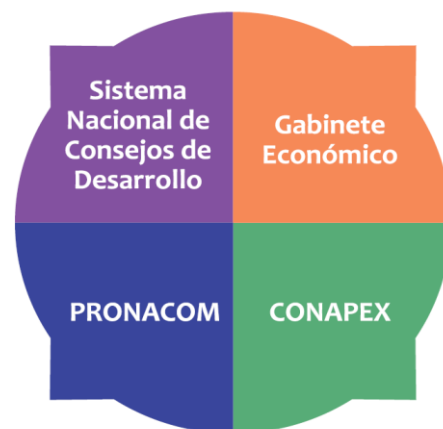 Sistema
Nacional de
Consejos de
Desarrollo
Gabinete
Económico
PRONACOM
CONAPEX